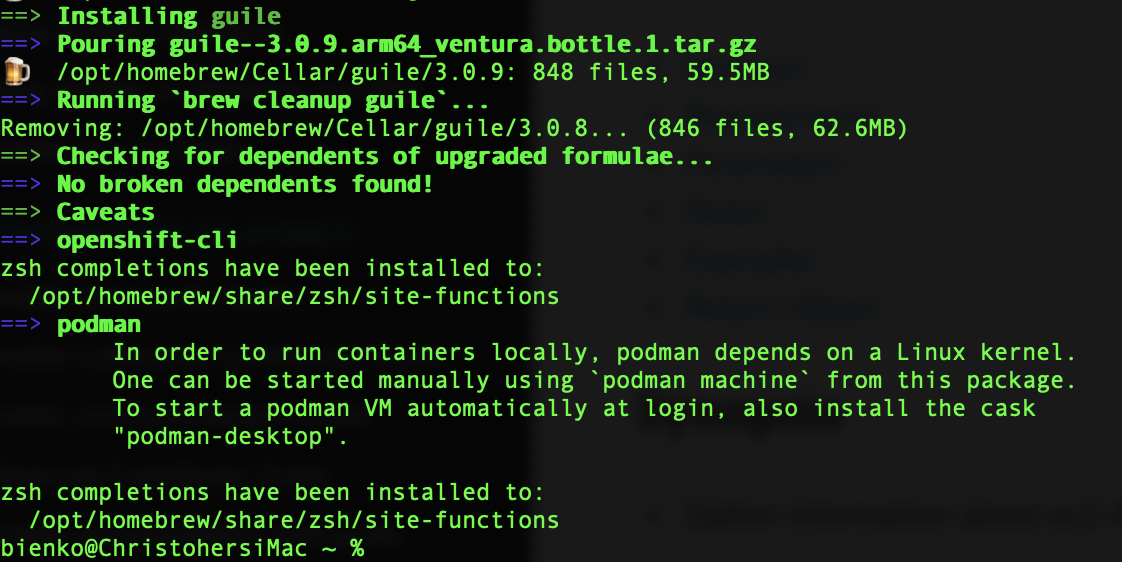 ==> Installing guile
==> Pouring guile--3.0.9.arm64_ventura.bottle.1.tar.gz
🍺  /opt/homebrew/Cellar/guile/3.0.9: 848 files, 59.5MB
==> Running `brew cleanup guile`...
Removing: /opt/homebrew/Cellar/guile/3.0.8... (846 files, 62.6MB)
==> Checking for dependents of upgraded formulae...
==> No broken dependents found!
==> Caveats
==> openshift-cli
zsh completions have been installed to:
  /opt/homebrew/share/zsh/site-functions
==> podman
        In order to run containers locally, podman depends on a Linux kernel.
        One can be started manually using `podman machine` from this package.
        To start a podman VM automatically at login, also install the cask
        "podman-desktop".

zsh completions have been installed to:
  /opt/homebrew/share/zsh/site-functions
bienko@ChristohersiMac ~ %